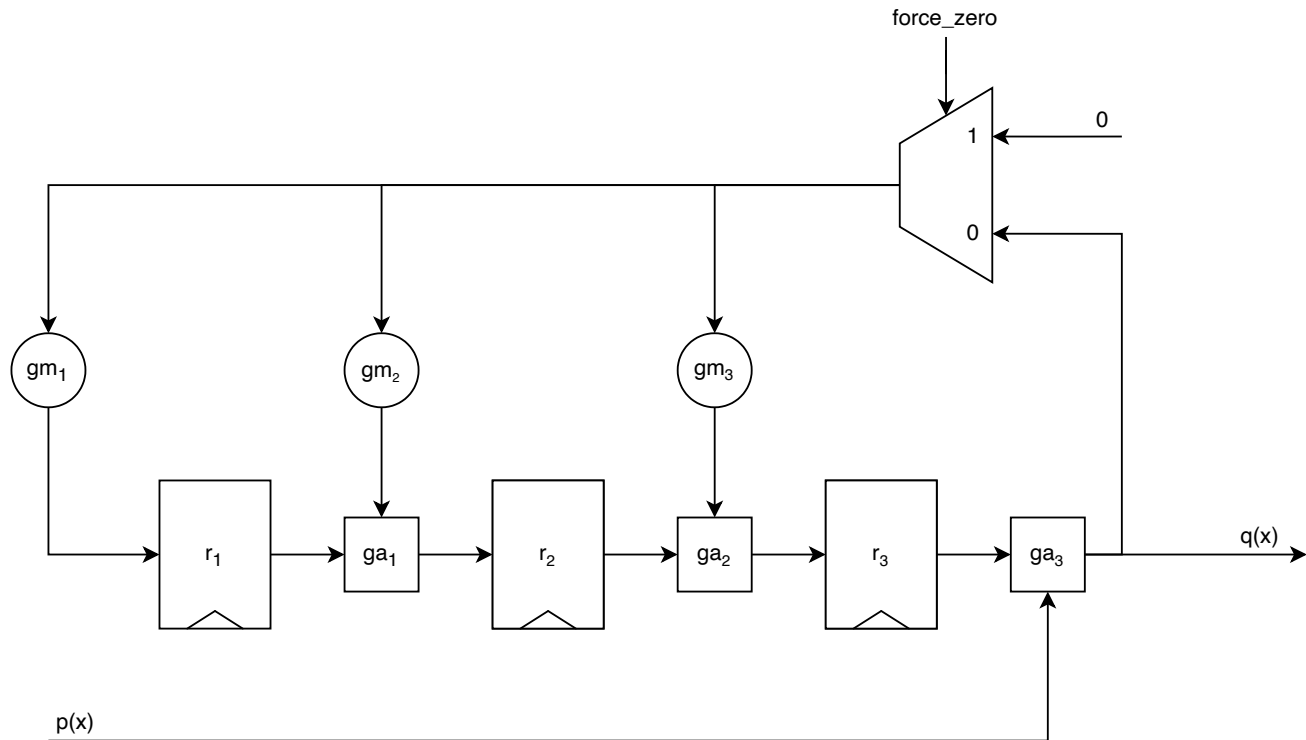 force_zero
0
1
0
gm₁ gm₂ gm₃
r₁ ga₁ r₂ ga₂ r₃ ga₃ q(x)
p(x)